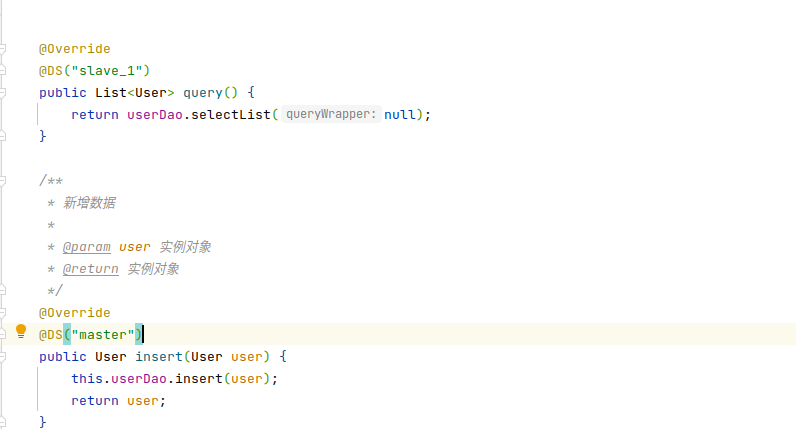 @Override
@DS("slave_1")
public List<User> query() {
return userDao.selectList( queryWrapper: null);
}
/**
* 新增数据
*
* @param user 实例对象
* @return 实例对象
*/
@Override
@DS("master")
public User insert(User user) {
this.userDao.insert(user);
return user;
}